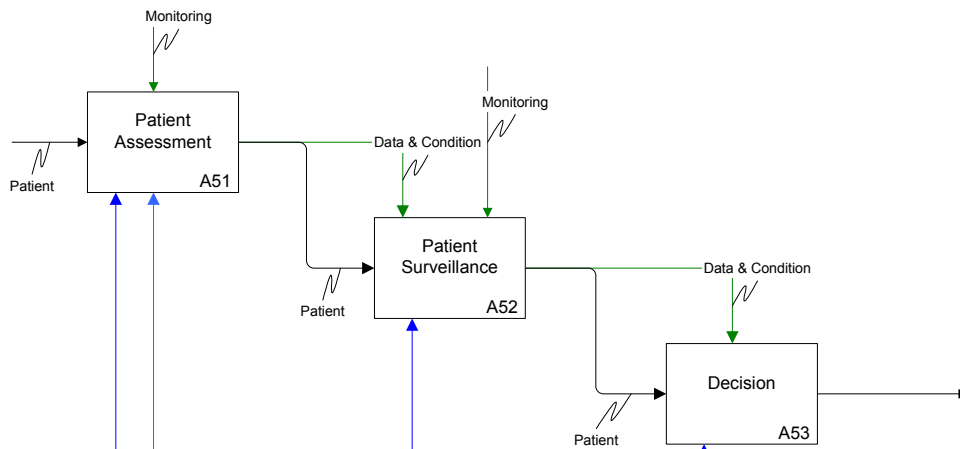 Monitoring
Patient
Assessment
A51
Patient
Data & Condition
Monitoring
Patient
Surveillance
A52
Patient
Data & Condition
Decision
A53
Patient